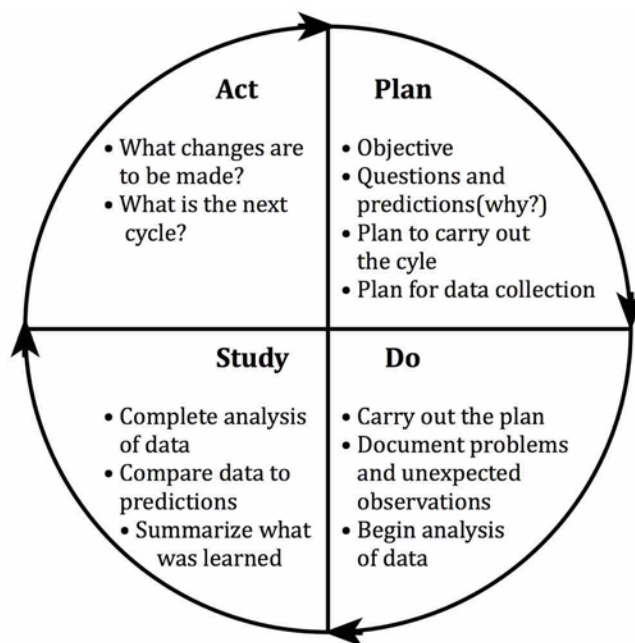 Act
• What changes are
to be made?
• What is the next
cycle?
Plan
• Objective
• Questions and
predictions(why?)
• Plan to carry out
the cyle
• Plan for data collection
Study
• Complete analysis
of data
• Compare data to
predictions
• Summarize what
was learned
Do
• Carry out the plan
• Document problems
and unexpected
observations
• Begin analysis
of data